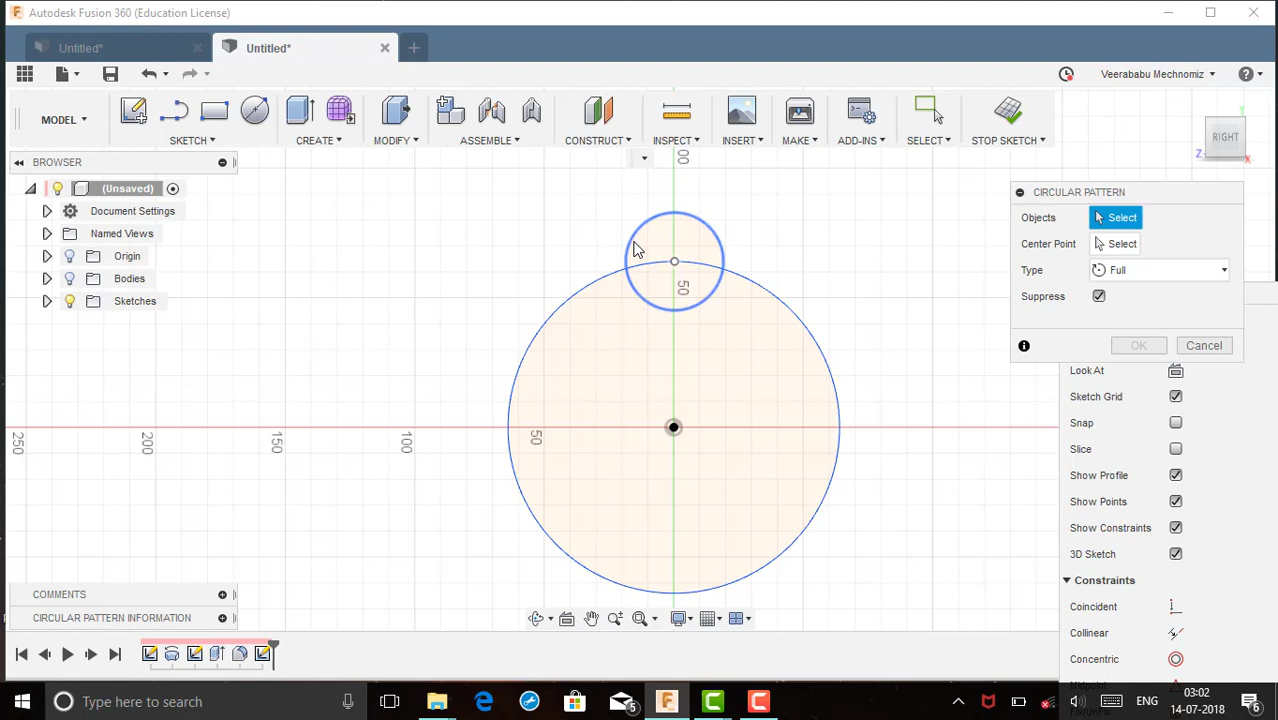 Autodesk Fusion 360 (Education License)
Untitled*
Untitled*
Veerababu Mechnomiz
MODEL
SKETCH
CREATE
MODIFY
ASSEMBLE
CONSTRUCT
INSPECT
INSERT
MAKE
ADD-INS
SELECT
STOP SKETCH
RIGHT
Y
Z
X
BROWSER
(Unsaved)
Document Settings
Named Views
Origin
Bodies
Sketches
00
50
50
100
150
200
250
CIRCULAR PATTERN
Objects Select
Center Point Select
Type Full
Suppress
OK Cancel
Look At
Sketch Grid
Snap
Slice
Show Profile
Show Points
Show Constraints
3D Sketch
Constraints
Coincident
Collinear
Concentric
COMMENTS
CIRCULAR PATTERN INFORMATION
Type here to search
5
ENG
03:02
14-07-2018
6